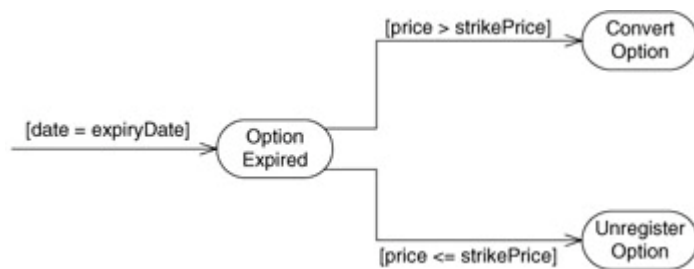 [price > strikePrice]
Convert
Option
[date = expiryDate]
Option
Expired
Unregister
Option
[price <= strikePrice]